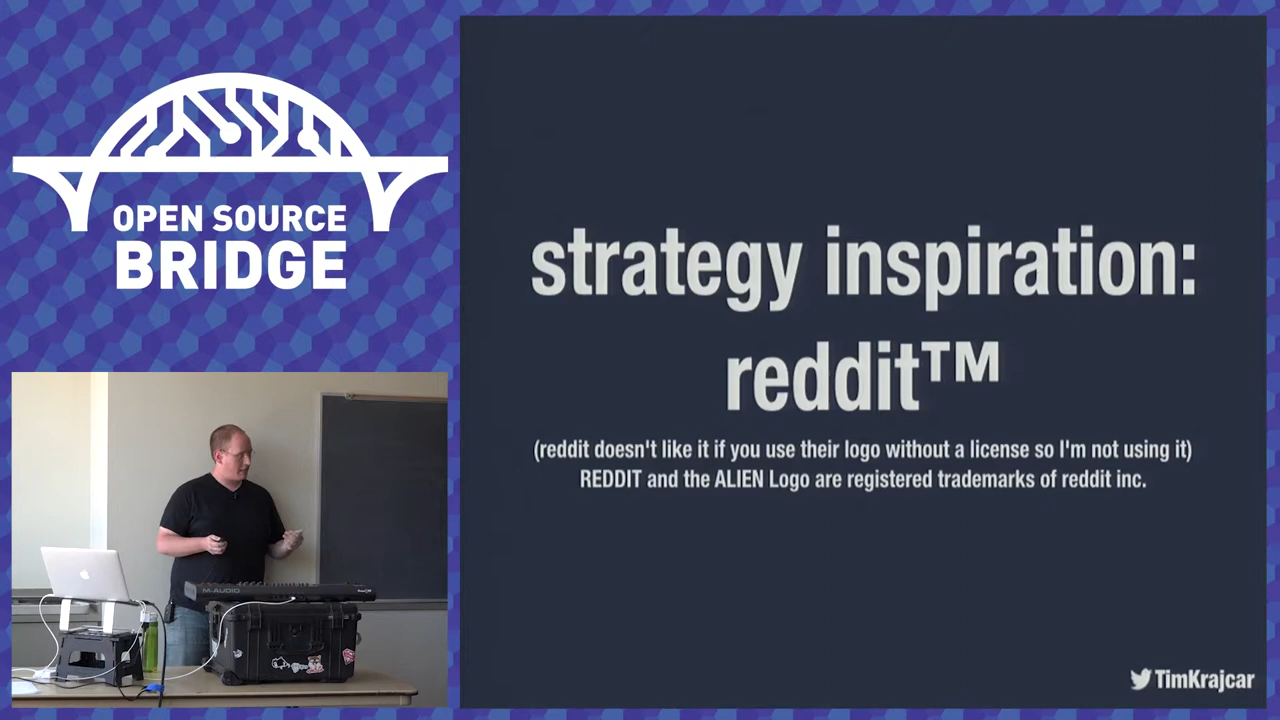 OPEN SOURCE
BRIDGE
strategy inspiration:
reddit™
(reddit doesn't like it if you use their logo without a license so I'm not using it)
REDDIT and the ALIEN Logo are registered trademarks of reddit inc.
TimKrajcar
M-AUDIO